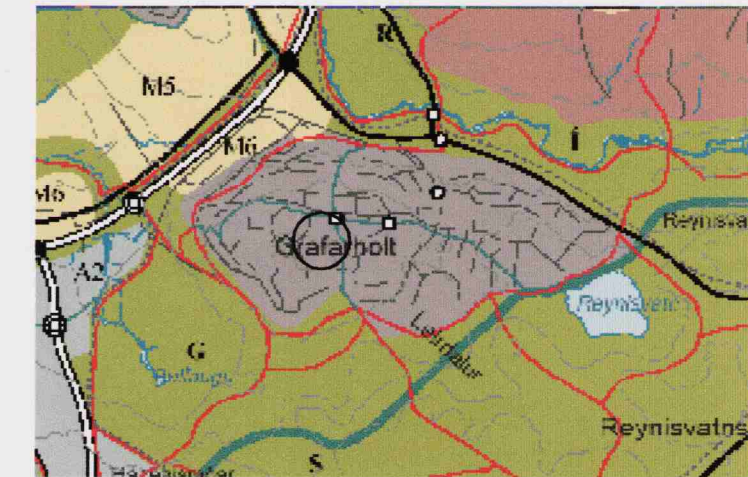 R
M5
Í
M6
M6
Reynisva
Grafarholt
A2
Reynisvatn
Leirdalur
G
Reynisvatns
S